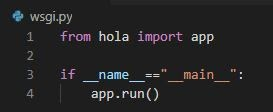 wsgi.py
1 from hola import app
2
3 if __name__=="__main__":
4     app.run()